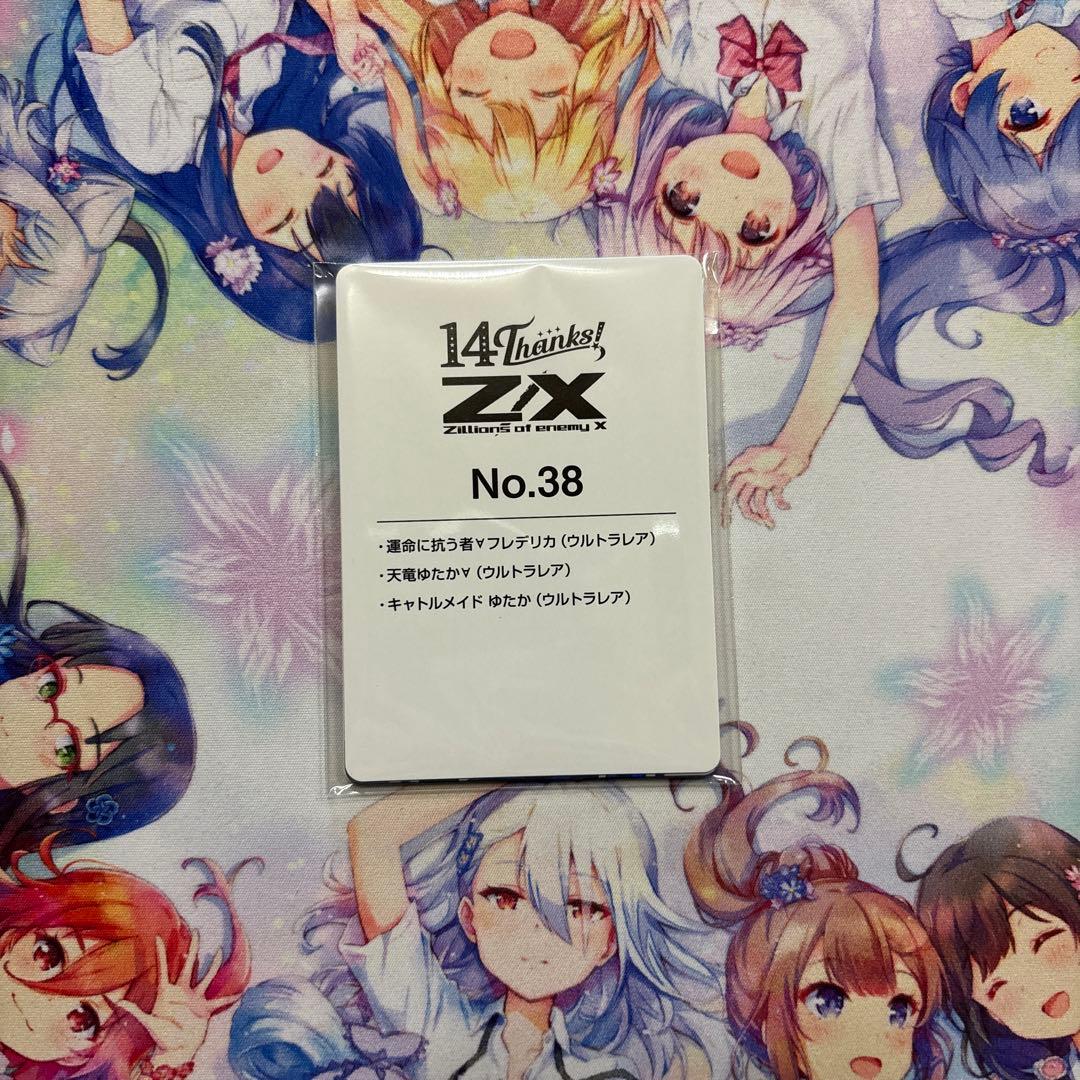 14Thanks!
Z/X
Zillions of enemy X
No.38
・運命に抗う者∀フレデリカ（ウルトラレア）
・天竜ゆたか∀（ウルトラレア）
・キャトルメイド ゆたか（ウルトラレア）